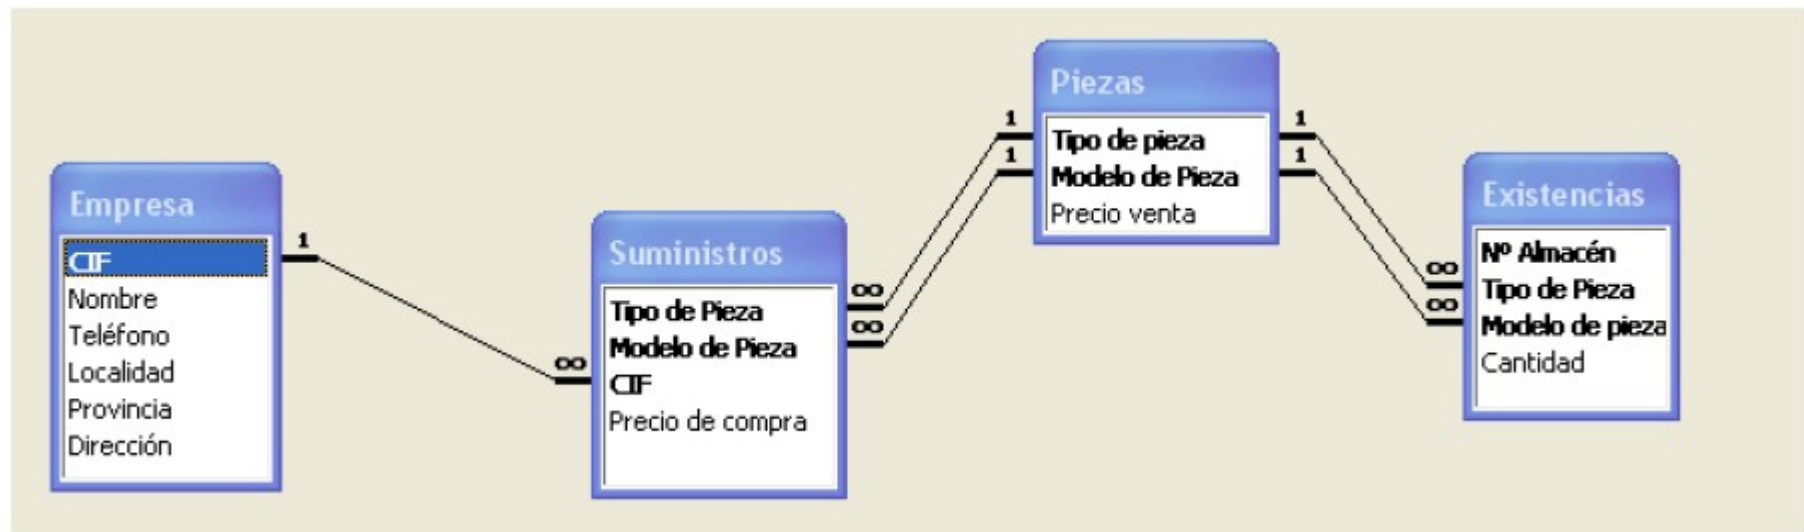 Empresa
CIF
Nombre
Teléfono
Localidad
Provincia
Dirección
1
∞
Suministros
Tipo de Pieza
Modelo de Pieza
CIF
Precio de compra
∞
∞
1
1
Piezas
Tipo de pieza
Modelo de Pieza
Precio venta
1
1
∞
∞
Existencias
Nº Almacén
Tipo de Pieza
Modelo de pieza
Cantidad